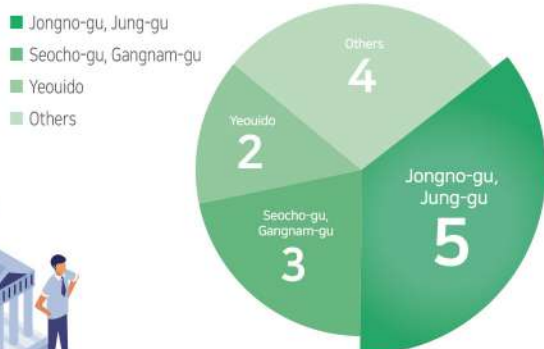 Jongno-gu, Jung-gu
Seocho-gu, Gangnam-gu
Yeouido
Others
Others
4
Yeouido
2
Jongno-gu,
Jung-gu
5
Seocho-gu,
Gangnam-gu
3